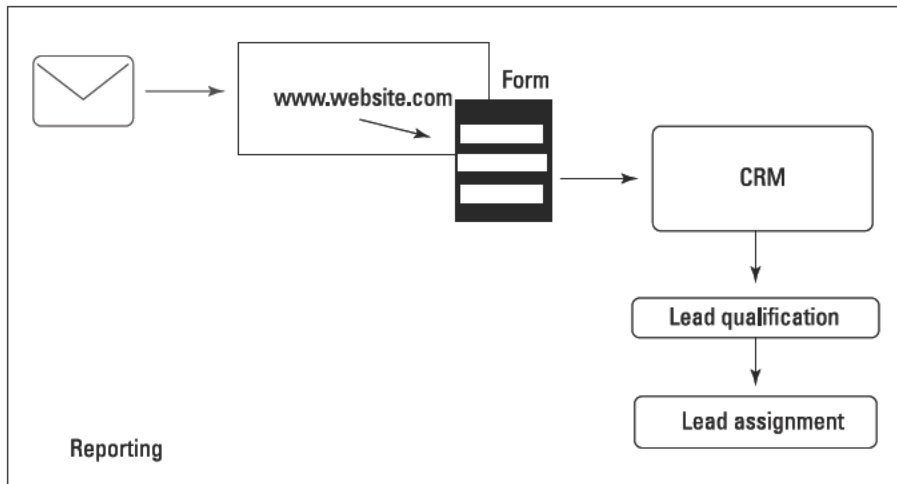 Form
www.website.com
CRM
Lead qualification
Lead assignment
Reporting